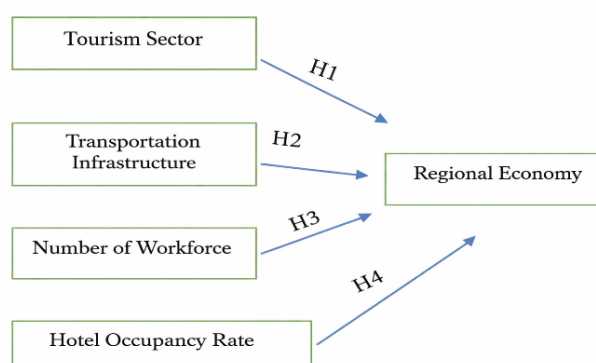 Tourism Sector
H1
Transportation
Infrastructure
H2
Regional Economy
Number of Workforce
H3
Hotel Occupancy Rate
H4